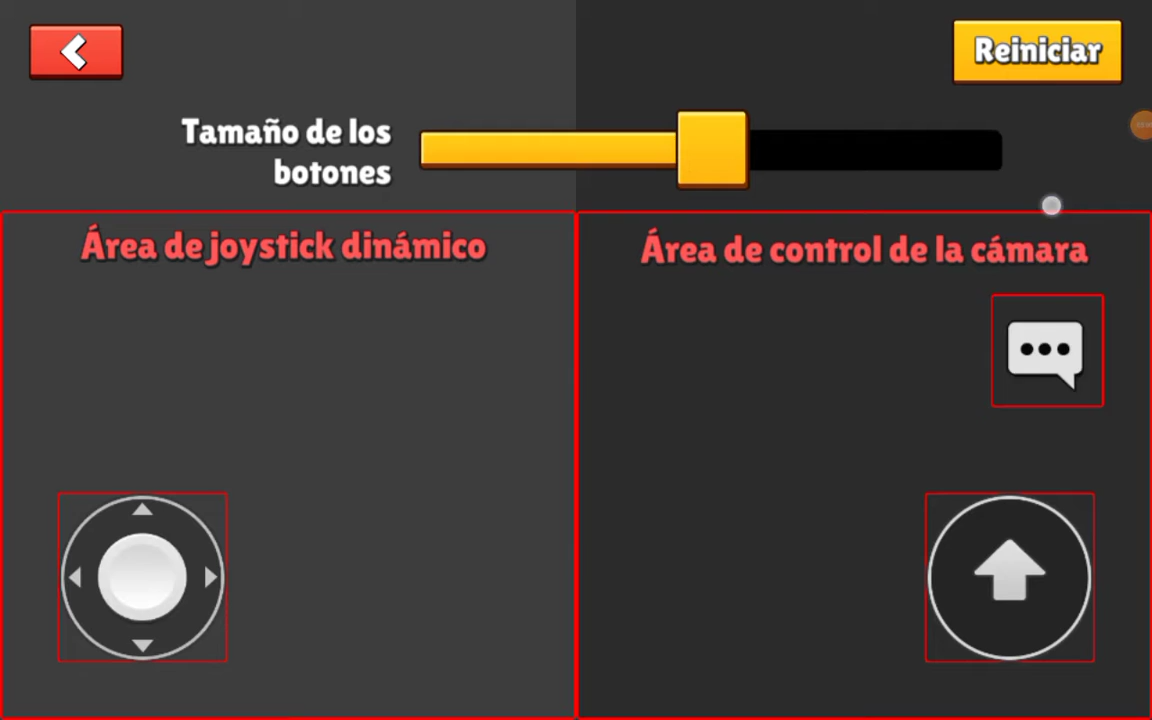 Reiniciar
Tamaño de los
botones
Área de joystick dinámico
Área de control de la cámara